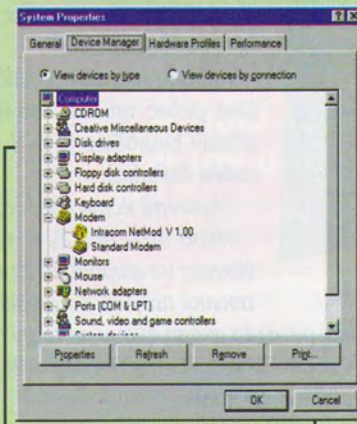 System Properties
General Device Manager Hardware Profiles Performance
View devices by type View devices by connection
Computer
CDROM
Creative Miscellaneous Devices
Disk drives
Display adapters
Floppy disk controllers
Hard disk controllers
Keyboard
Modem
Intracom NetMod V 1.00
Standard Modem
Monitors
Mouse
Network adapters
Ports (COM & LPT)
Sound, video and game controllers
System devices
Properties Refresh Remove Print...
OK Cancel